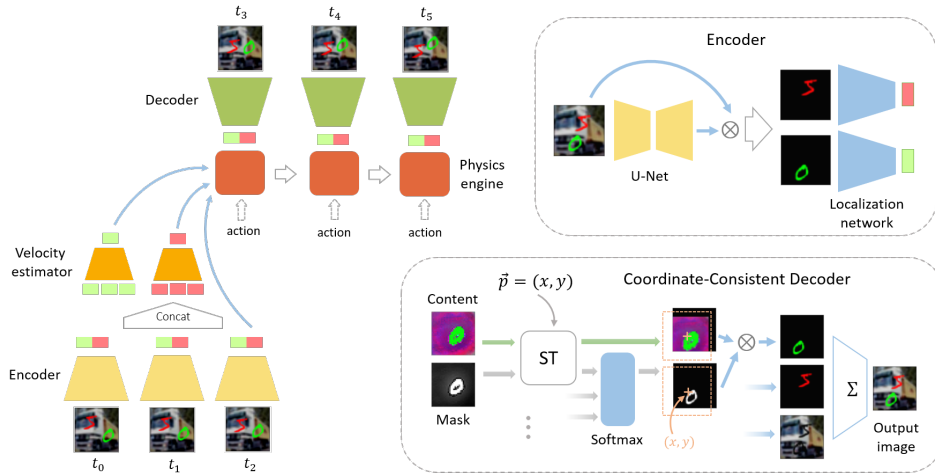 t₃ t₄ t₅
Decoder
Physics
engine
action action action
Velocity
estimator
Concat
Encoder
t₀ t₁ t₂
Encoder
U-Net
Localization
network
Coordinate-Consistent Decoder
p⃗ = (x, y)
Content
ST
Mask
Softmax
(x, y)
Σ
Output
image